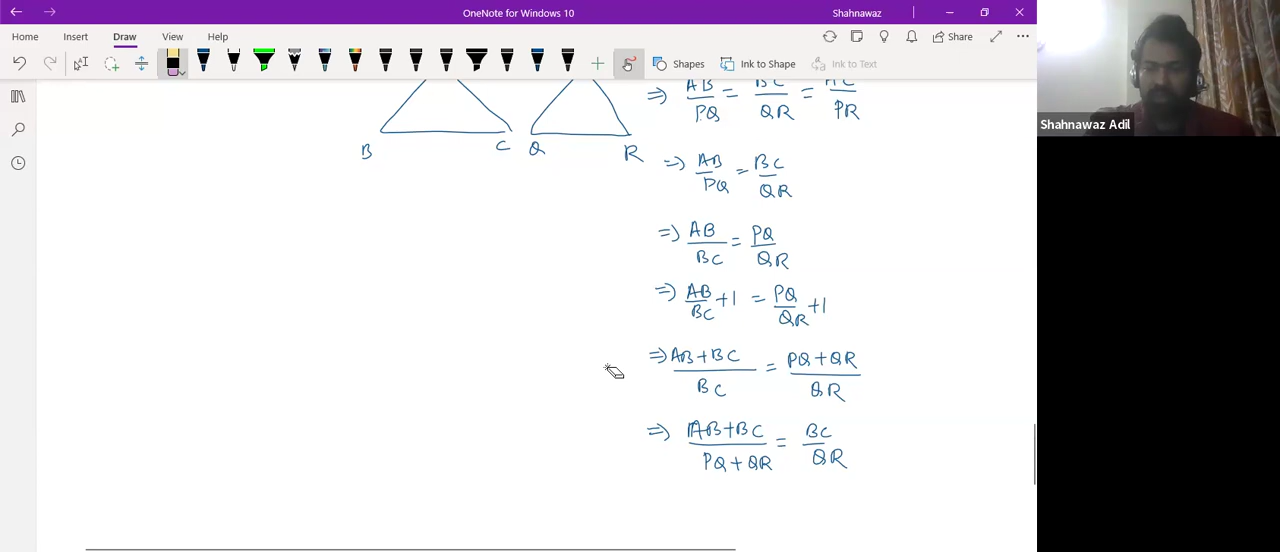 OneNote for Windows 10
Shahnawaz
Home Insert Draw View Help
Share
Shapes Ink to Shape Ink to Text
Shahnawaz Adil
B C Q R
=> AB/PQ = BC/QR = AC/PR
=> AB/PQ = BC/QR
=> AB/BC = PQ/QR
=> AB/BC +1 = PQ/QR +1
=> AB+BC/BC = PQ+QR/QR
=> AB+BC/PQ+QR = BC/QR